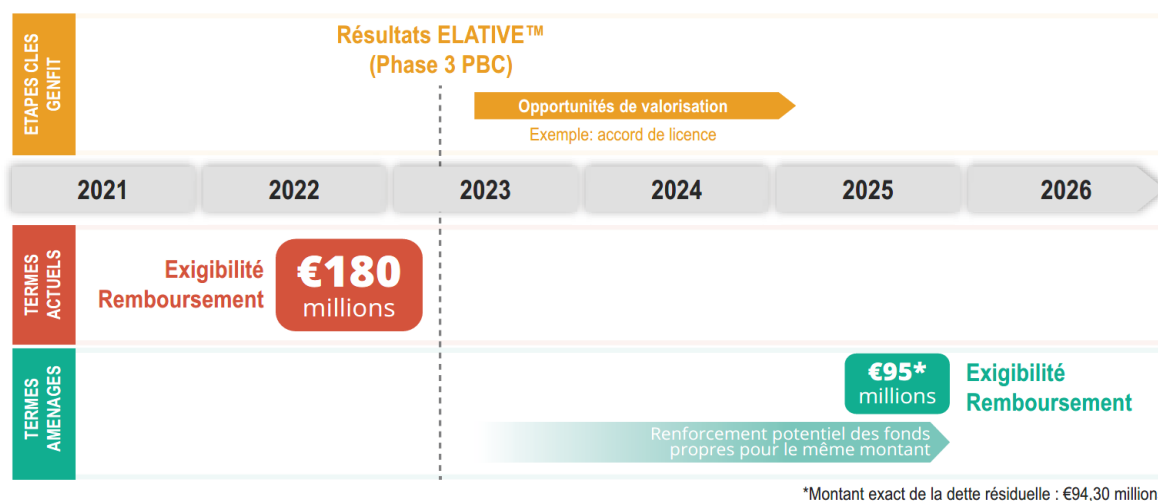 ETAPES CLES
GENFIT
Résultats ELATIVE™
(Phase 3 PBC)
Opportunités de valorisation
Exemple: accord de licence
2021
2022
2023
2024
2025
2026
TERMES
ACTUELS
Exigibilité
Remboursement
€180
millions
TERMES
AMENAGES
€95*
millions
Exigibilité
Remboursement
Renforcement potentiel des fonds
propres pour le même montant
*Montant exact de la dette résiduelle : €94,30 million